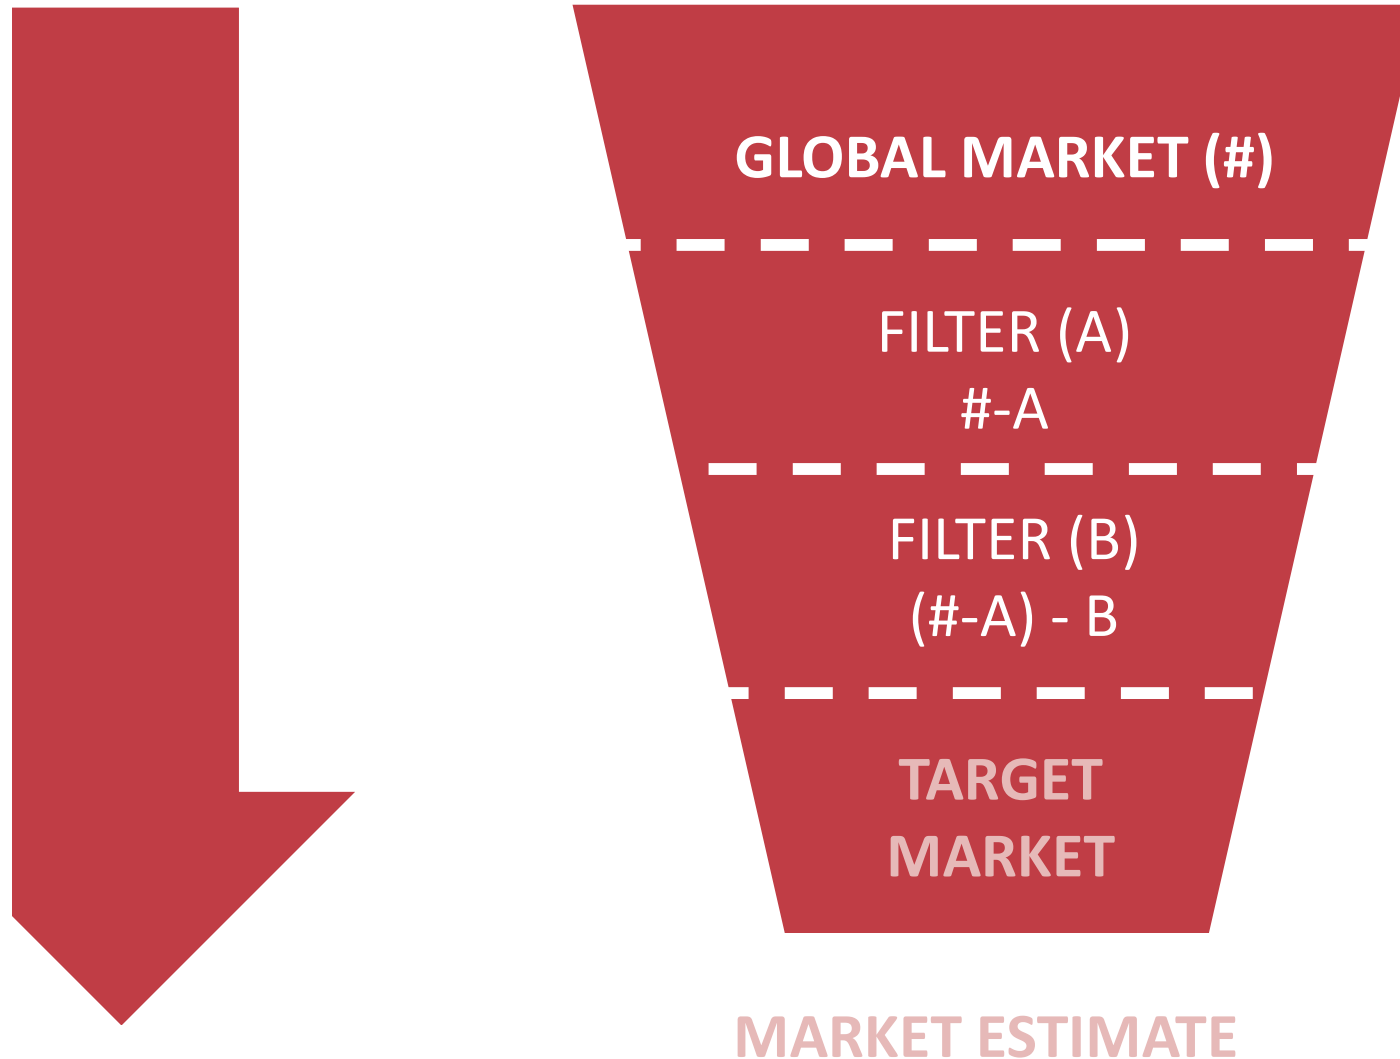 GLOBAL MARKET (#)
FILTER (A)
#-A
FILTER (B)
(#-A) - B
TARGET
MARKET
MARKET ESTIMATE